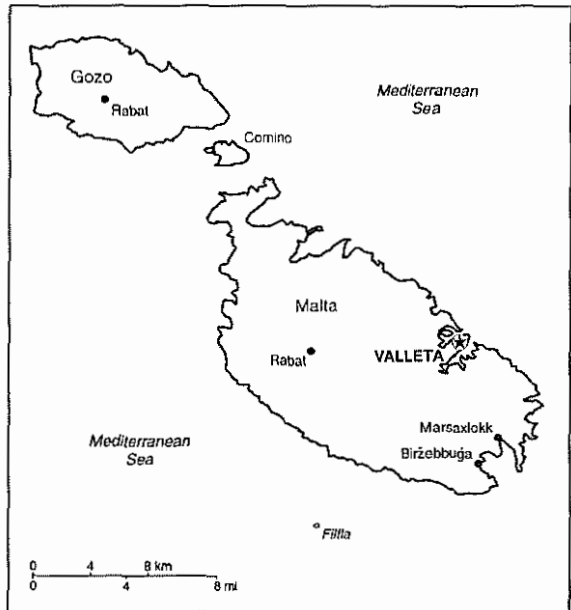 Gozo
Rabat
Mediterranean
Sea
Comino
Malta
Rabat
VALLETA
Marsaxlokk
Biržebbuġa
Mediterranean
Sea
Filfla
0 4 8 km
0 4 8 mi